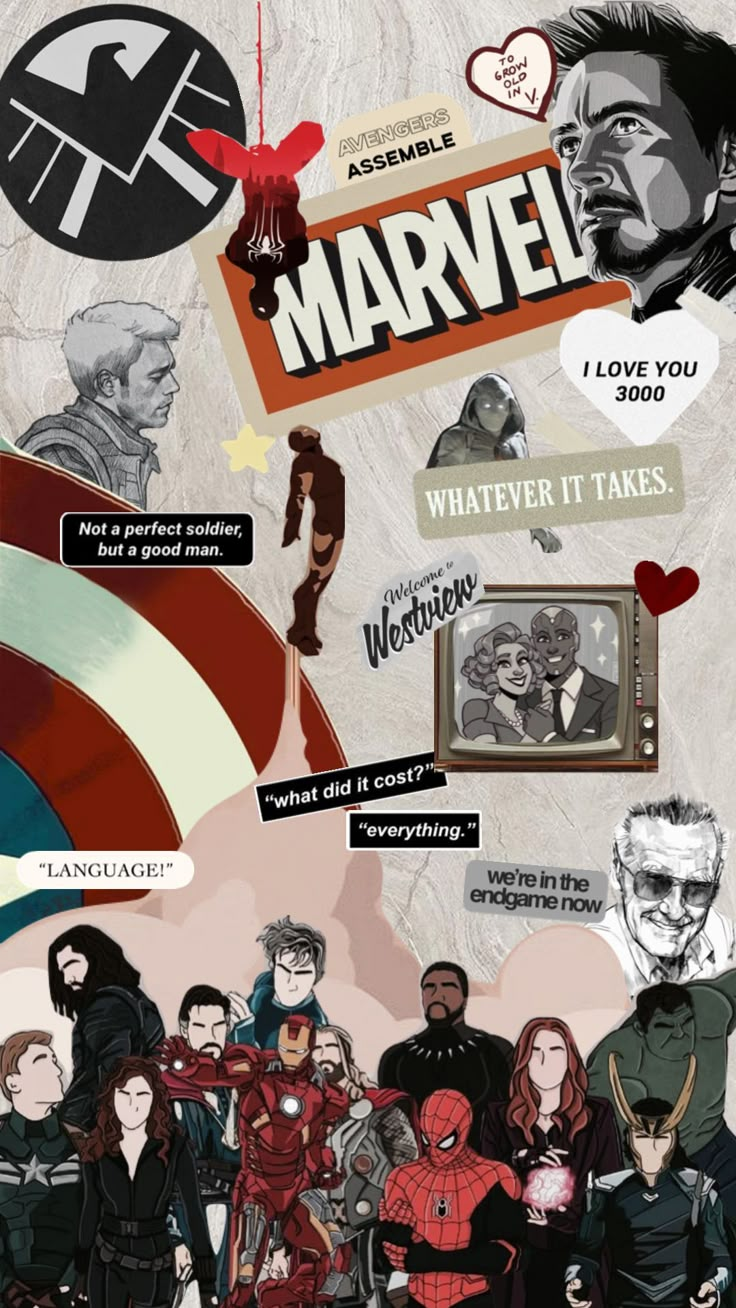 TO
GROW
OLD
IN V.
AVENGERS
ASSEMBLE
MARVEL
I LOVE YOU
3000
WHATEVER IT TAKES.
Not a perfect soldier,
but a good man.
Welcome to
Westview
“what did it cost?”
“everything.”
“LANGUAGE!”
we're in the
endgame now